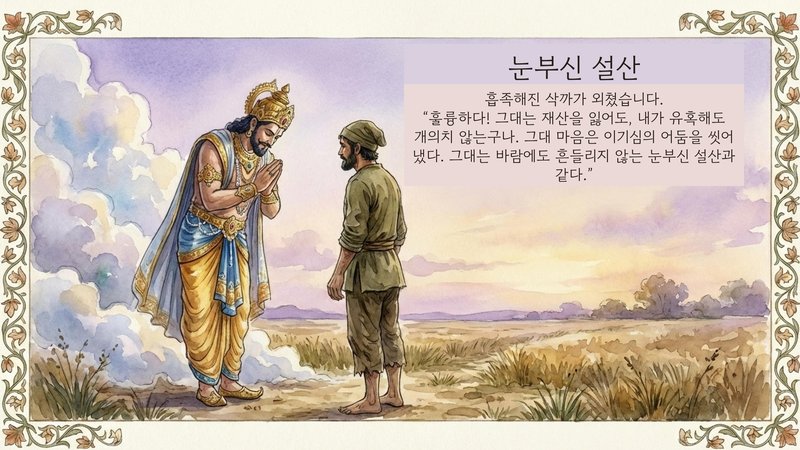 눈부신 설산
흡족해진 삭까가 외쳤습니다.
“훌륭하다! 그대는 재산을 잃어도, 내가 유혹해도
개의치 않는구나. 그대 마음은 이기심의 어둠을 씻어
냈다. 그대는 바람에도 흔들리지 않는 눈부신 설산과
같다.”